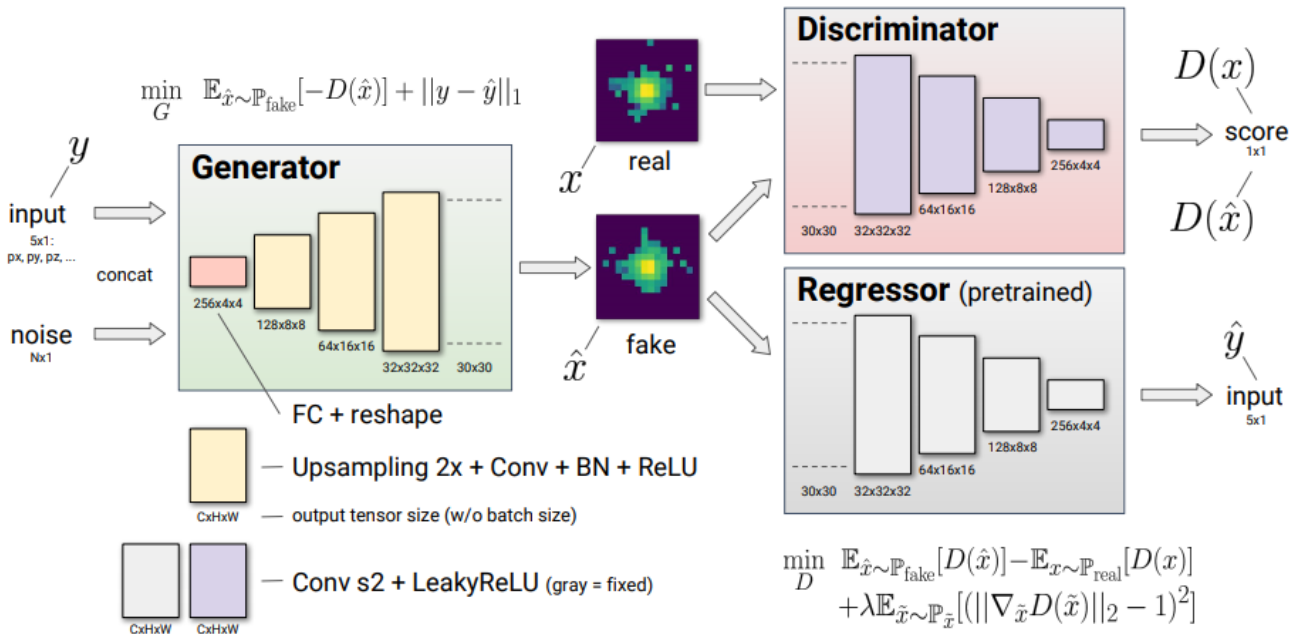 Discriminator
D(x)
score
1x1
D(x̂)
256x4x4
128x8x8
64x16x16
30x30
32x32x32
min_G 𝔼_{x̂∼ℙ_fake}[−D(x̂)] + ||y − ŷ||₁
real
x
y
Generator
input
5x1:
px, py, pz, ...
concat
noise
Nx1
256x4x4
128x8x8
64x16x16
32x32x32
30x30
fake
x̂
Regressor (pretrained)
ŷ
input
5x1
256x4x4
128x8x8
64x16x16
30x30
32x32x32
FC + reshape
Upsampling 2x + Conv + BN + ReLU
CxHxW
output tensor size (w/o batch size)
Conv s2 + LeakyReLU (gray = fixed)
CxHxW
CxHxW
min_D 𝔼_{x̂∼ℙ_fake}[D(x̂)]−𝔼_{x∼ℙ_real}[D(x)]
+λ𝔼_{x̃∼ℙ_x̃}[(||∇_x̃ D(x̃)||₂ − 1)²]